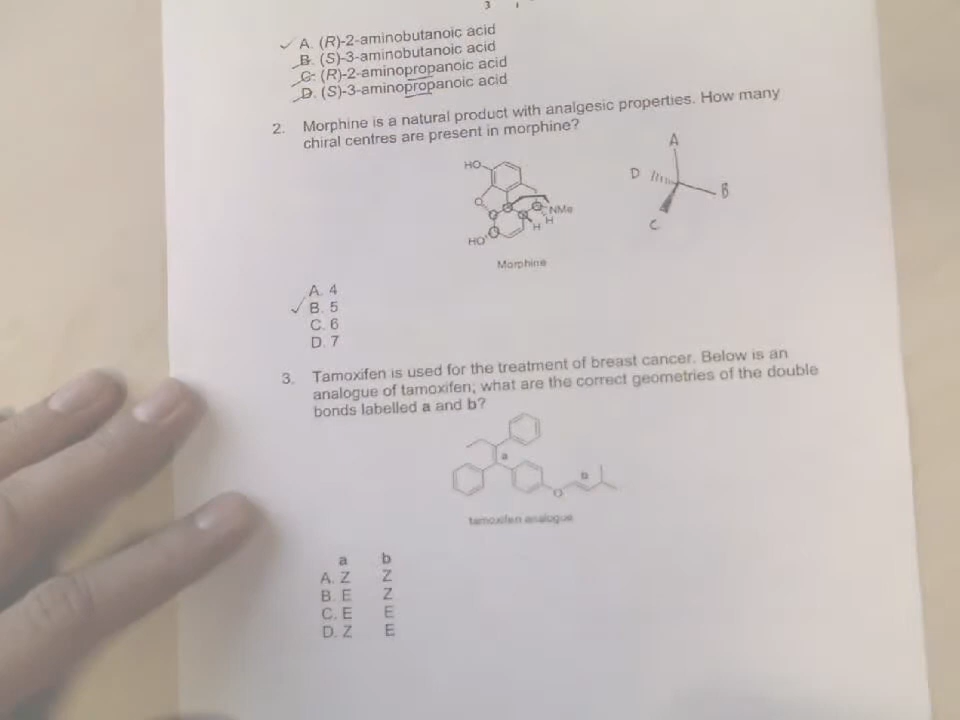 3
A. (R)-2-aminobutanoic acid
B. (S)-3-aminobutanoic acid
C. (R)-2-aminopropanoic acid
D. (S)-3-aminopropanoic acid
2. Morphine is a natural product with analgesic properties. How many
chiral centres are present in morphine?
HO
O
NMe
H
H
HO
Morphine
A
D
B
C
A. 4
B. 5
C. 6
D. 7
3. Tamoxifen is used for the treatment of breast cancer. Below is an
analogue of tamoxifen; what are the correct geometries of the double
bonds labelled a and b?
a
b
O
tamoxifen analogue
a b
A. Z Z
B. E Z
C. E E
D. Z E